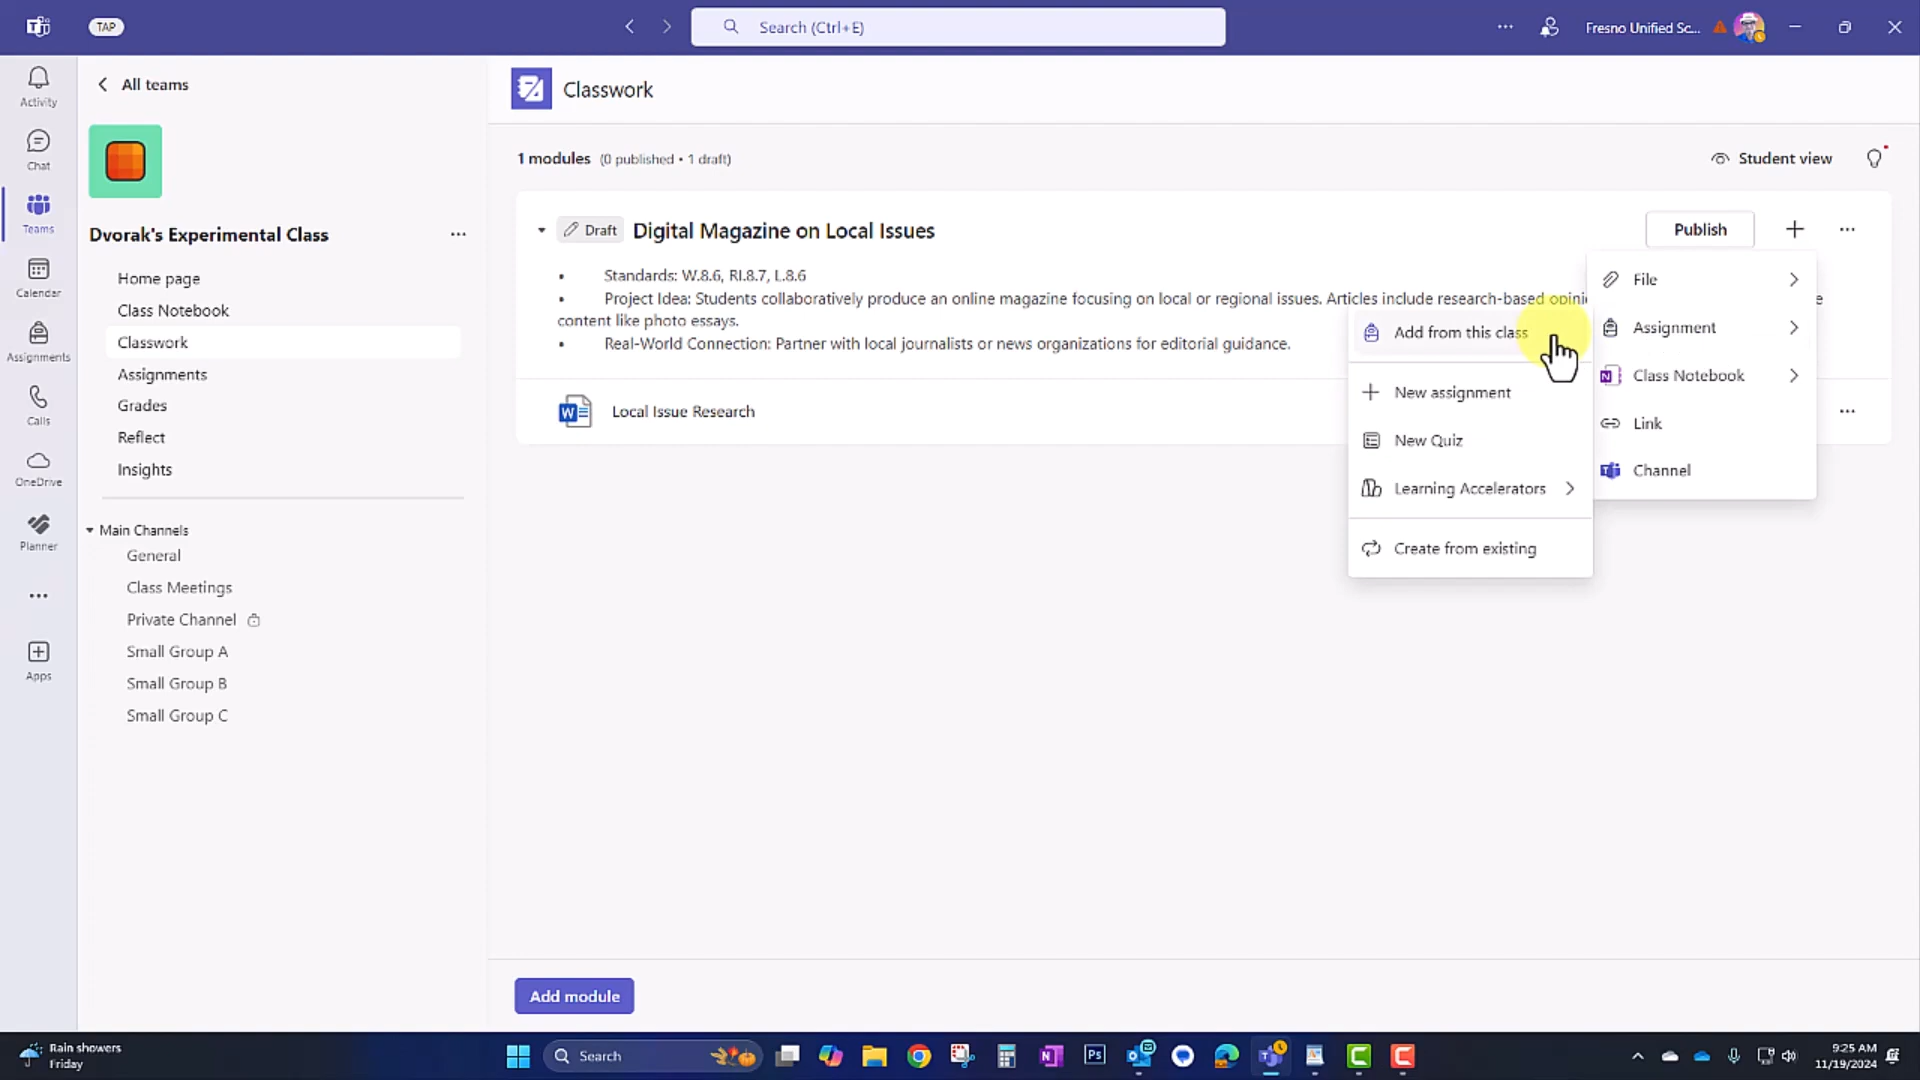 TAP
Search (Ctrl+E)
Fresno Unified Sc...
Activity
Chat
Teams
Calendar
Assignments
Calls
OneDrive
Planner
Apps
All teams
Dvorak's Experimental Class
Home page
Class Notebook
Classwork
Assignments
Grades
Reflect
Insights
Main Channels
General
Class Meetings
Private Channel
Small Group A
Small Group B
Small Group C
Classwork
1 modules (0 published • 1 draft)
Student view
Draft
Digital Magazine on Local Issues
Publish
• Standards: W.8.6, RI.8.7, L.8.6
• Project Idea: Students collaboratively produce an online magazine focusing on local or regional issues. Articles include research-based opini
content like photo essays.
• Real-World Connection: Partner with local journalists or news organizations for editorial guidance.
Local Issue Research
File
Assignment
Class Notebook
Link
Channel
Add from this class
New assignment
New Quiz
Learning Accelerators
Create from existing
Add module
Rain showers
Friday
Search
Ps
9:25 AM
11/19/2024